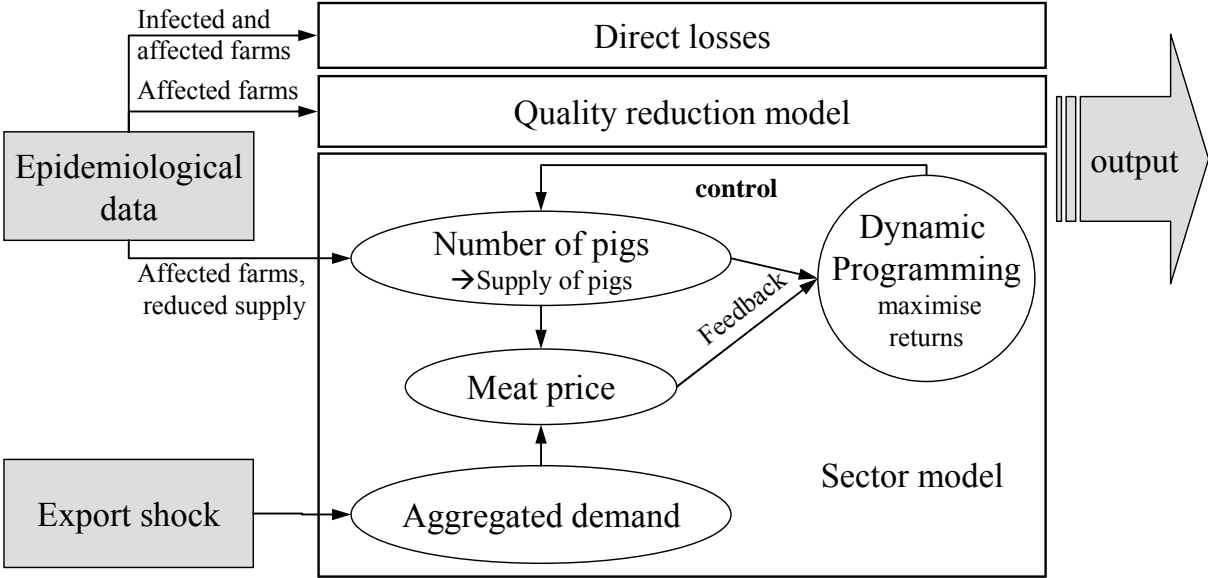 Infected and
affected farms
Direct losses
Affected farms
Quality reduction model
Epidemiological
data
output
control
Number of pigs
→Supply of pigs
Dynamic
Programming
maximise
returns
Affected farms,
reduced supply
Feedback
Meat price
Sector model
Export shock
Aggregated demand